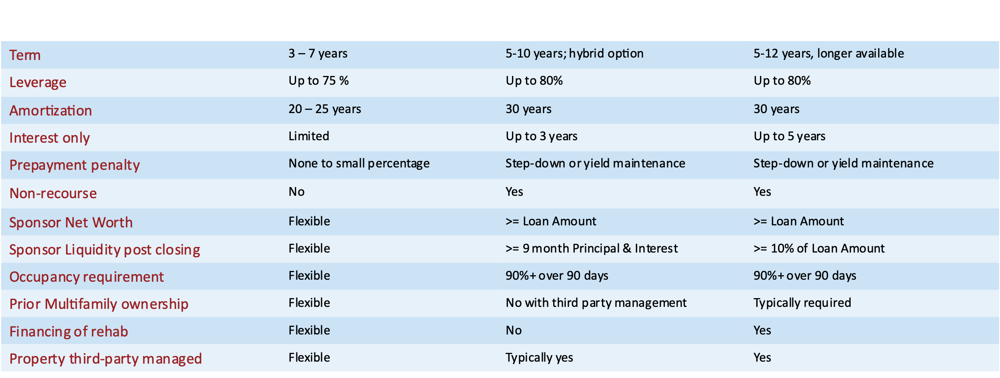 Term 3 – 7 years 5-10 years; hybrid option 5-12 years, longer available
Leverage Up to 75 % Up to 80% Up to 80%
Amortization 20 – 25 years 30 years 30 years
Interest only Limited Up to 3 years Up to 5 years
Prepayment penalty None to small percentage Step-down or yield maintenance Step-down or yield maintenance
Non-recourse No Yes Yes
Sponsor Net Worth Flexible >= Loan Amount >= Loan Amount
Sponsor Liquidity post closing Flexible >= 9 month Principal & Interest >= 10% of Loan Amount
Occupancy requirement Flexible 90%+ over 90 days 90%+ over 90 days
Prior Multifamily ownership Flexible No with third party management Typically required
Financing of rehab Flexible No Yes
Property third-party managed Flexible Typically yes Yes